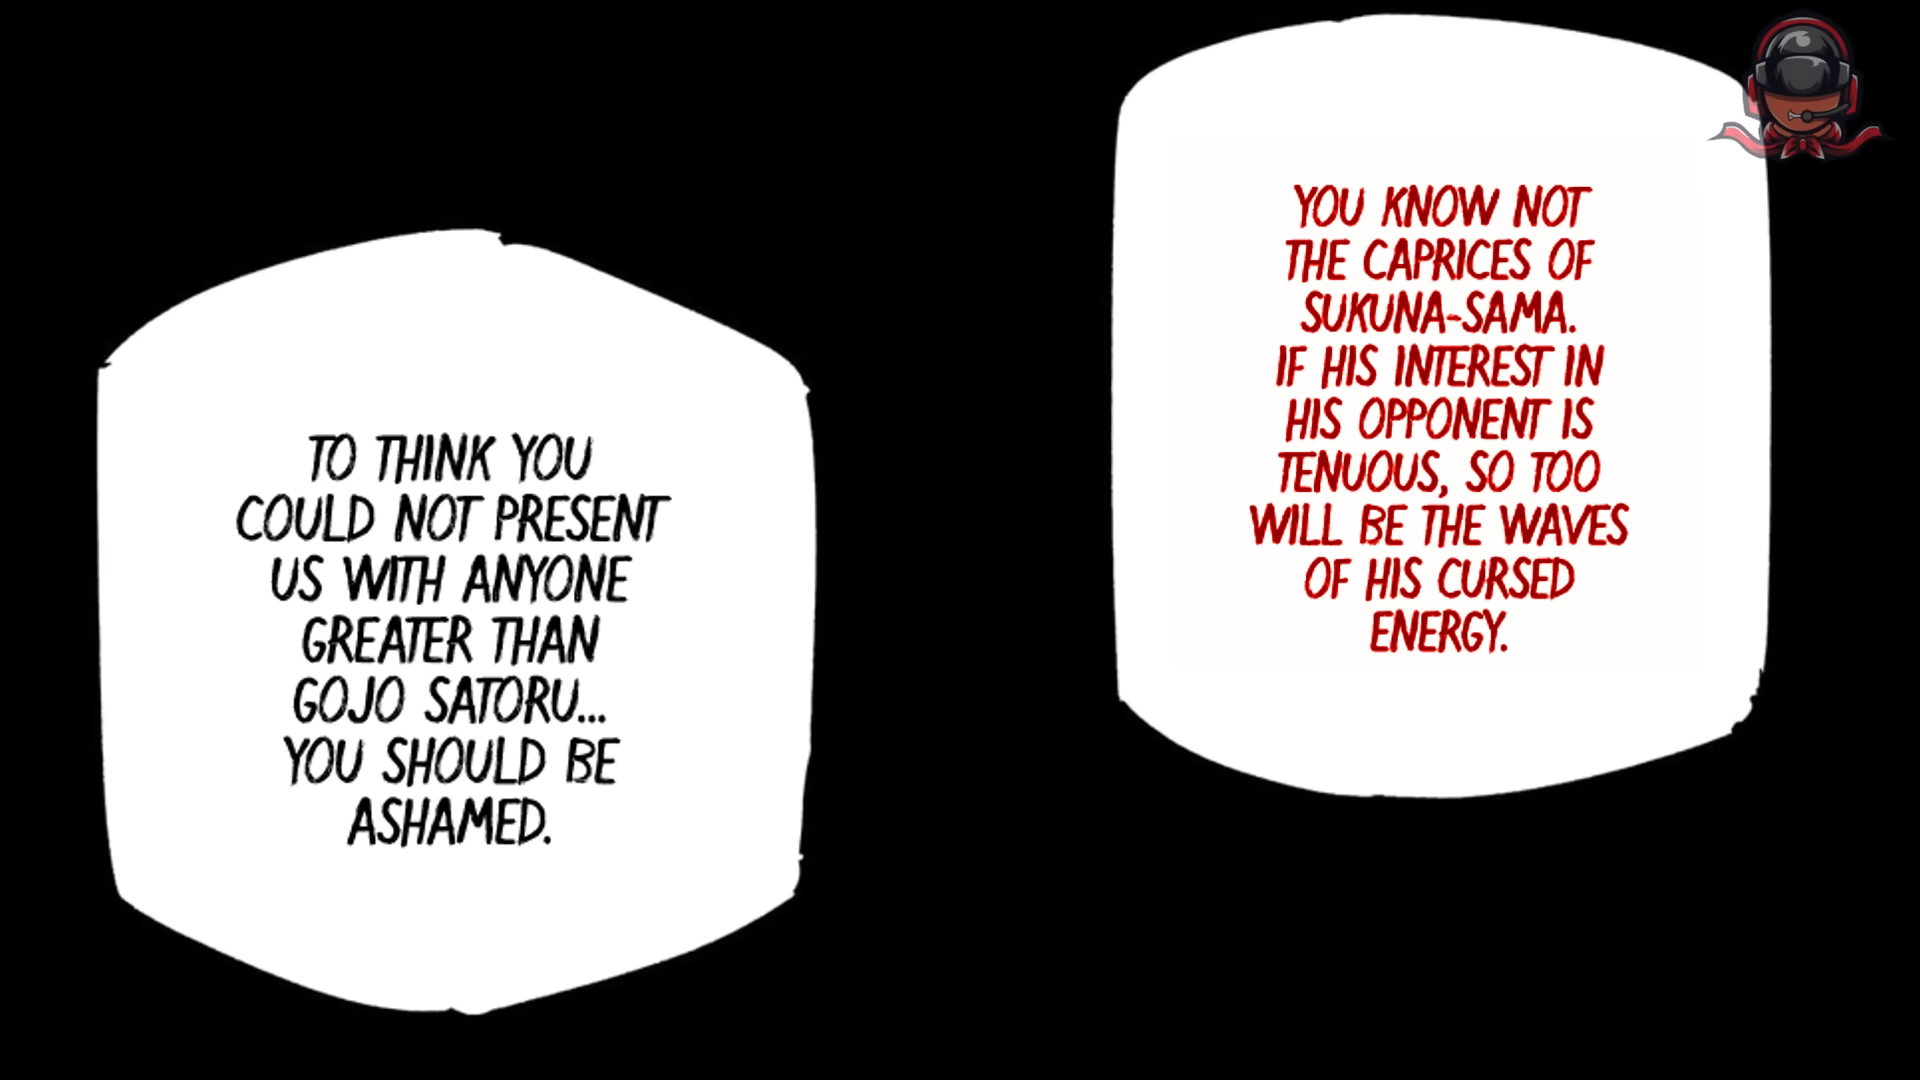 YOU KNOW NOT
THE CAPRICES OF
SUKUNA-SAMA.
IF HIS INTEREST IN
HIS OPPONENT IS
TENUOUS, SO TOO
WILL BE THE WAVES
OF HIS CURSED
ENERGY.
TO THINK YOU
COULD NOT PRESENT
US WITH ANYONE
GREATER THAN
GOJO SATORU...
YOU SHOULD BE
ASHAMED.